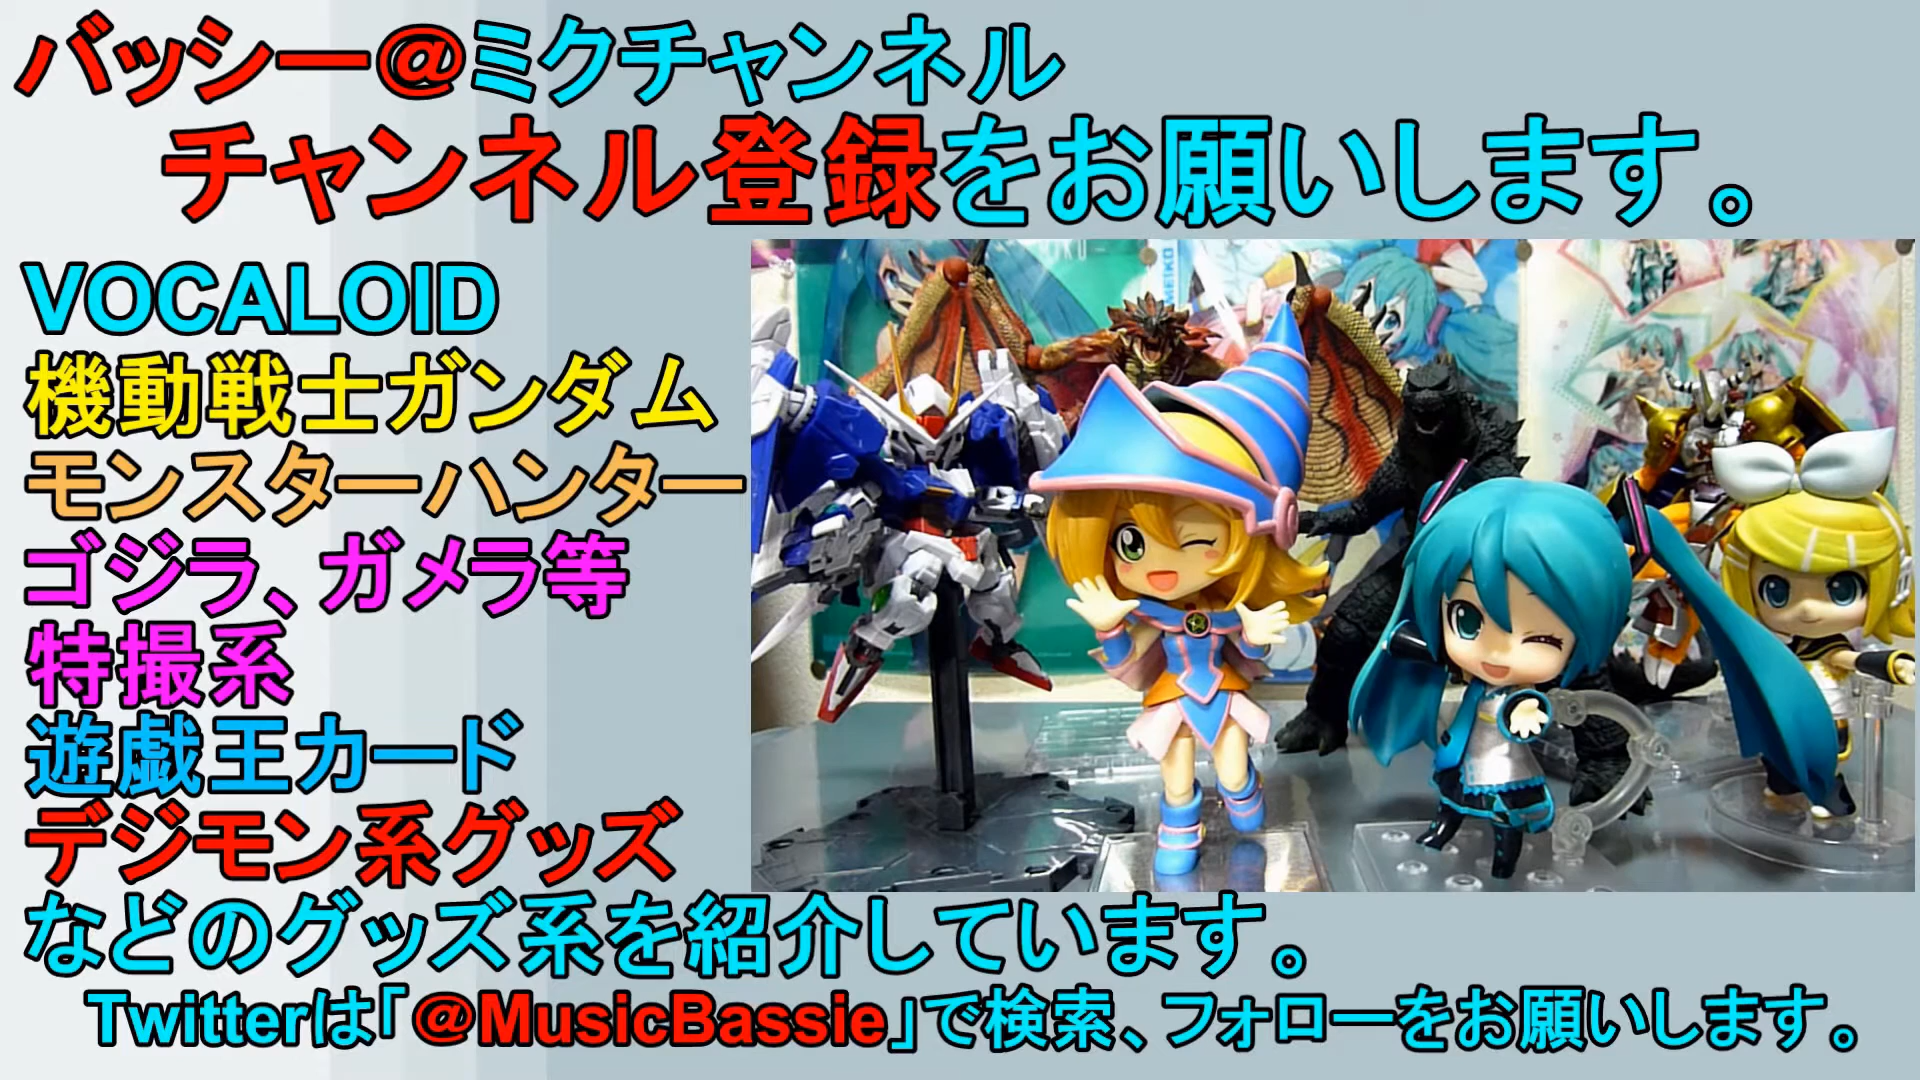 バッシー＠ミクチャンネル
チャンネル登録をお願いします。
VOCALOID
機動戦士ガンダム
モンスターハンター
ゴジラ、ガメラ等
特撮系
遊戯王カード
デジモン系グッズ
などのグッズ系を紹介しています。
Twitterは「＠MusicBassie」で検索、フォローをお願いします。
MEIKO